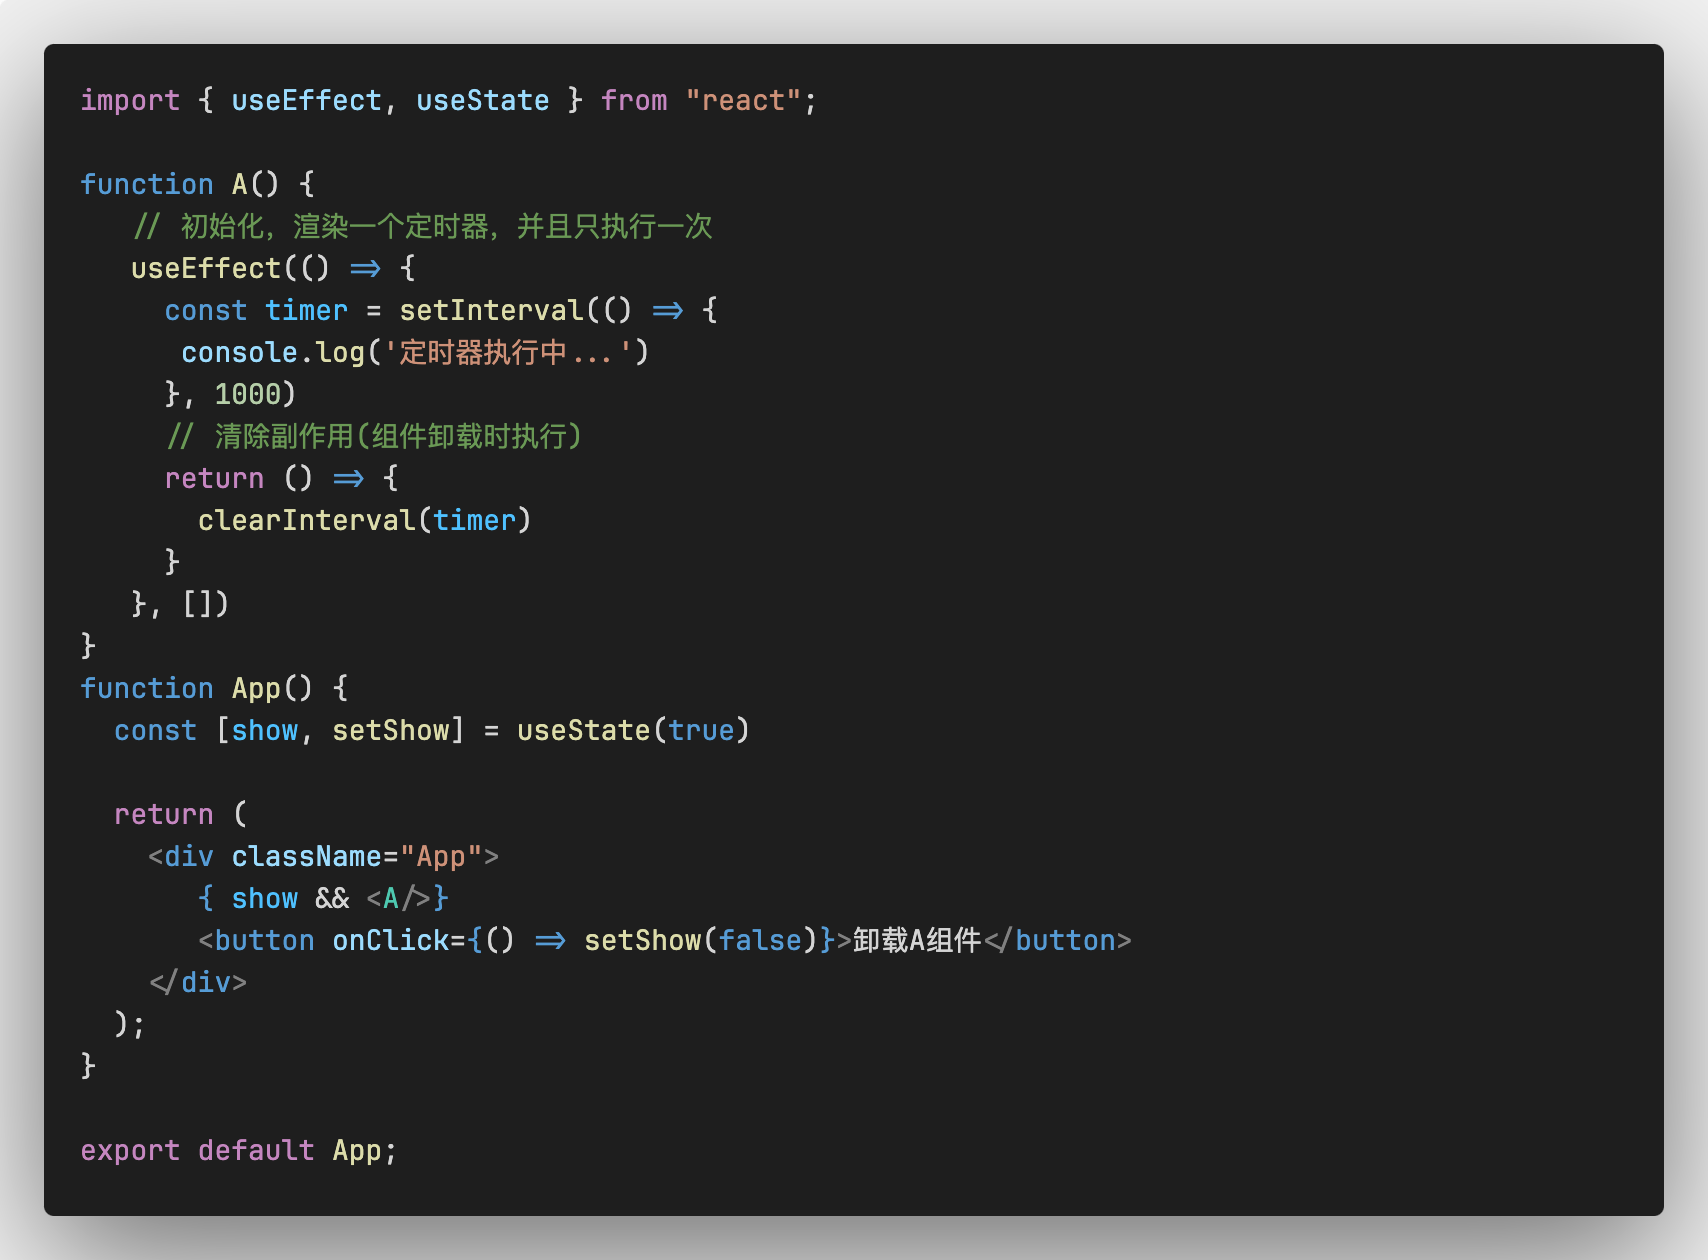 import { useEffect, useState } from "react";

function A() {
   // 初始化，渲染一个定时器，并且只执行一次
   useEffect(() => {
     const timer = setInterval(() => {
      console.log('定时器执行中...')
     }, 1000)
     // 清除副作用(组件卸载时执行)
     return () => {
       clearInterval(timer)
     }
   }, [])
}
function App() {
  const [show, setShow] = useState(true)

  return (
    <div className="App">
       { show && <A/>}
       <button onClick={() => setShow(false)}>卸载A组件</button>
    </div>
  );
}

export default App;